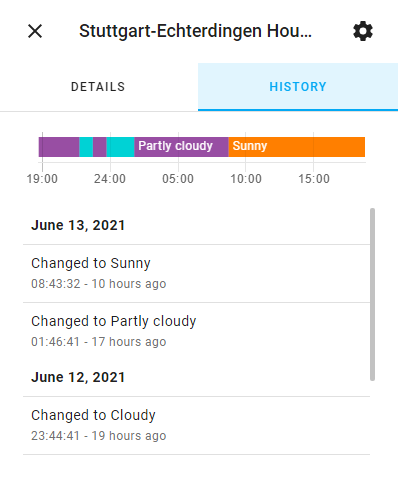 Stuttgart-Echterdingen Hou...
DETAILS
HISTORY
Partly cloudy
Sunny
19:00
24:00
05:00
10:00
15:00
June 13, 2021
Changed to Sunny
08:43:32 - 10 hours ago
Changed to Partly cloudy
01:46:41 - 17 hours ago
June 12, 2021
Changed to Cloudy
23:44:41 - 19 hours ago